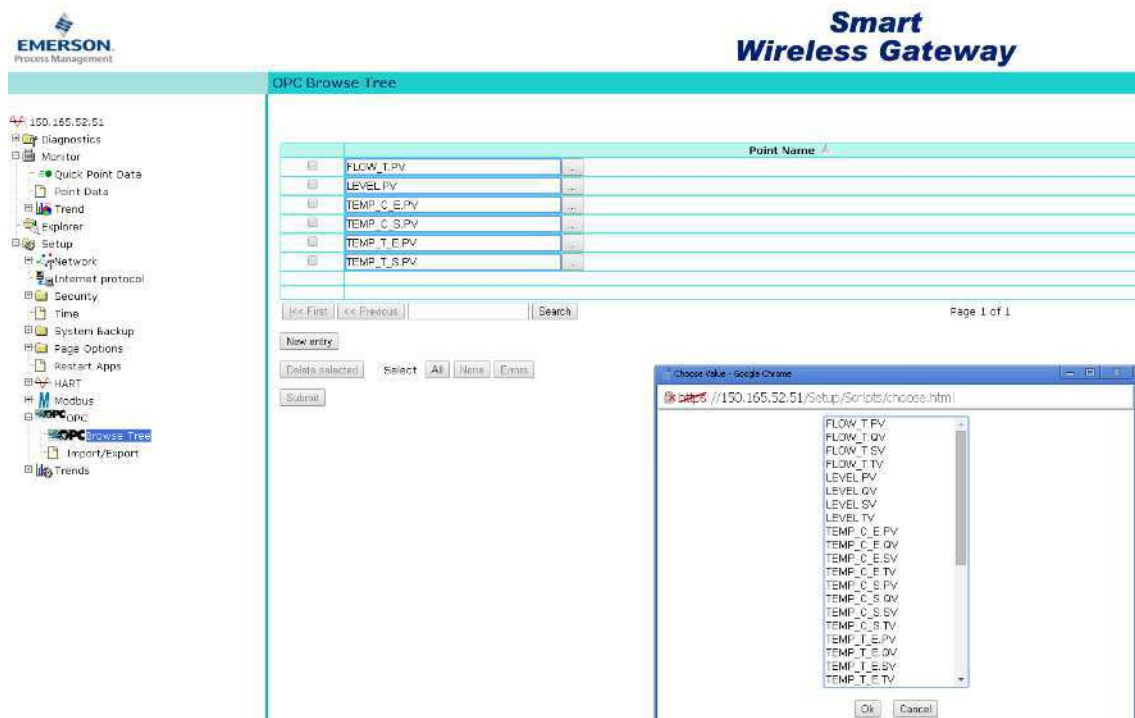 EMERSON.
Process Management
Smart
Wireless Gateway
OPC Browse Tree
150.165.52.51
Diagnostics
Monitor
Quick Point Data
Point Data
Trend
Explorer
Setup
Network
Internet protocol
Security
Time
System Backup
Page Options
Restart Apps
HART
Modbus
OPC OPC
OPC Browse Tree
Import/Export
Trends
Point Name
FLOW_T.PV ...
LEVEL.PV ...
TEMP_C_E.PV ...
TEMP_C_S.PV ...
TEMP_T_E.PV ...
TEMP_T_S.PV ...
|<< First << Previous Search Page 1 of 1
New entry
Delete selected Select All None Errors
Submit
Choose Value - Google Chrome
https://150.165.52.51/Setup/Scripts/choose.html
FLOW_T.PV
FLOW_T.QV
FLOW_T.SV
FLOW_T.TV
LEVEL.PV
LEVEL.QV
LEVEL.SV
LEVEL.TV
TEMP_C_E.PV
TEMP_C_E.QV
TEMP_C_E.SV
TEMP_C_E.TV
TEMP_C_S.PV
TEMP_C_S.QV
TEMP_C_S.SV
TEMP_C_S.TV
TEMP_T_E.PV
TEMP_T_E.QV
TEMP_T_E.SV
TEMP_T_E.TV
Ok Cancel